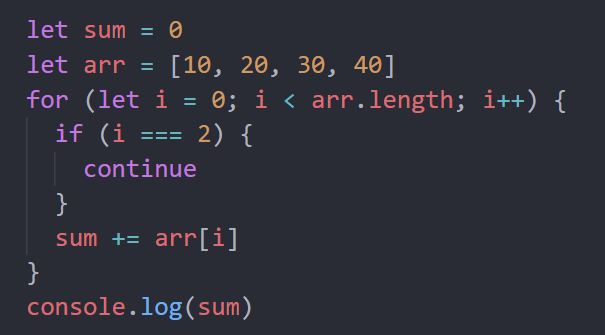 let sum = 0
let arr = [10, 20, 30, 40]
for (let i = 0; i < arr.length; i++) {
  if (i === 2) {
    continue
  }
  sum += arr[i]
}
console.log(sum)